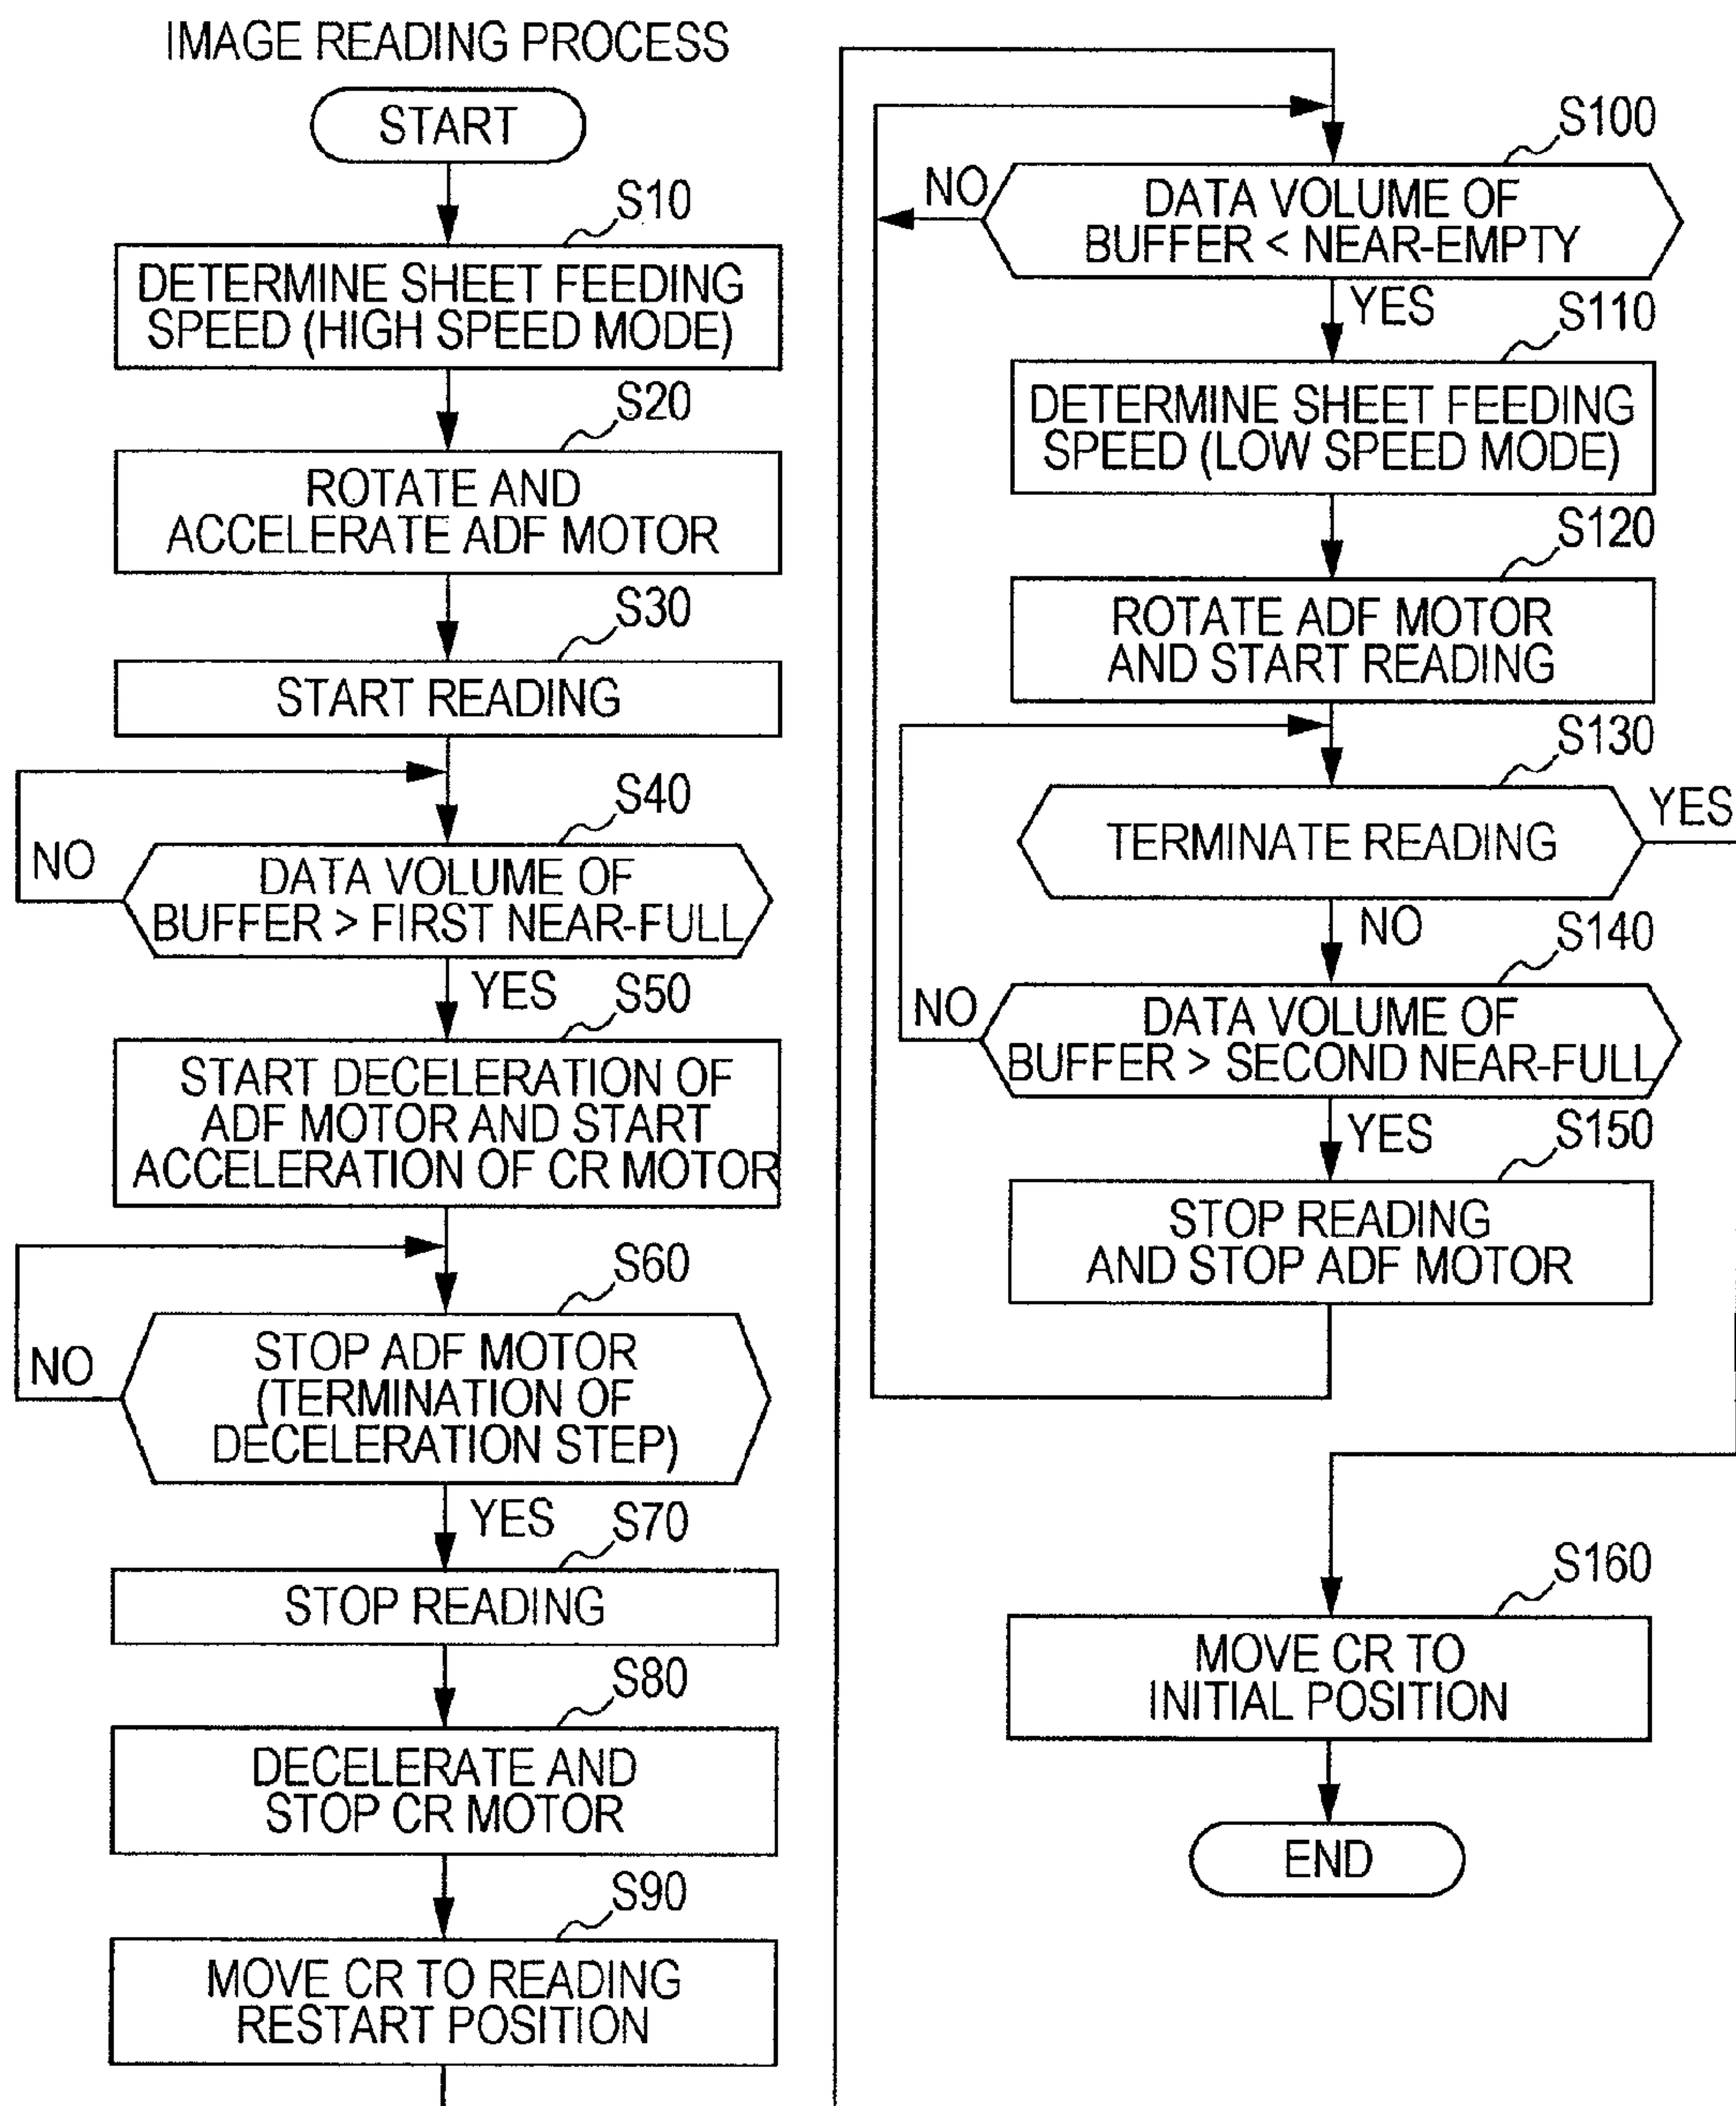 IMAGE READING PROCESS
START
S10
DETERMINE SHEET FEEDING
SPEED (HIGH SPEED MODE)
S20
ROTATE AND
ACCELERATE ADF MOTOR
S30
START READING
S40
NO
DATA VOLUME OF
BUFFER > FIRST NEAR-FULL
YES
S50
START DECELERATION OF
ADF MOTOR AND START
ACCELERATION OF CR MOTOR
S60
NO
STOP ADF MOTOR
(TERMINATION OF
DECELERATION STEP)
YES
S70
STOP READING
S80
DECELERATE AND
STOP CR MOTOR
S90
MOVE CR TO READING
RESTART POSITION
S100
NO
DATA VOLUME OF
BUFFER < NEAR-EMPTY
YES
S110
DETERMINE SHEET FEEDING
SPEED (LOW SPEED MODE)
S120
ROTATE ADF MOTOR
AND START READING
S130
TERMINATE READING
YES
NO
S140
NO
DATA VOLUME OF
BUFFER > SECOND NEAR-FULL
YES
S150
STOP READING
AND STOP ADF MOTOR
S160
MOVE CR TO
INITIAL POSITION
END